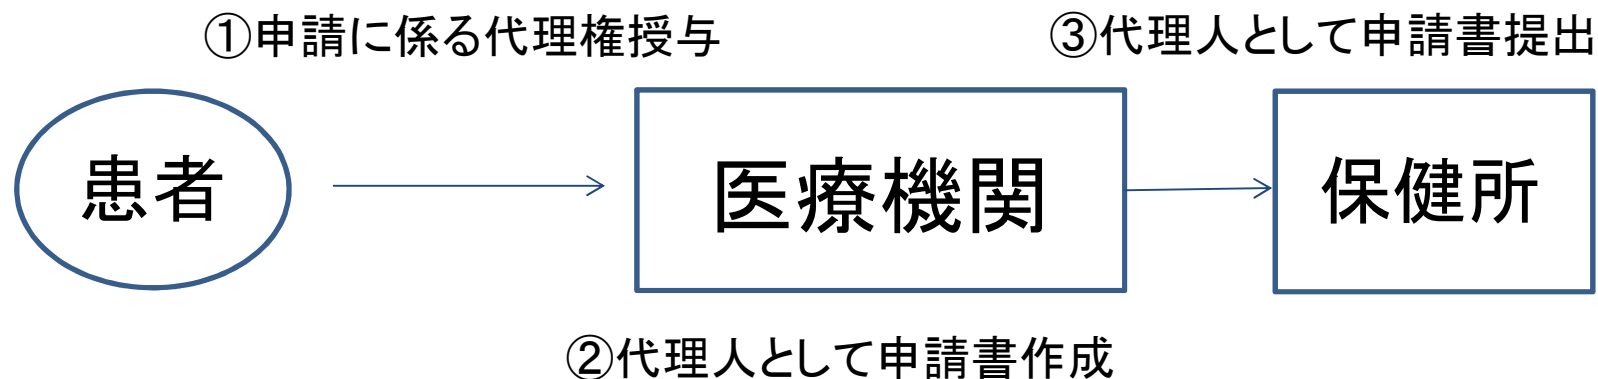 ①申請に係る代理権授与
③代理人として申請書提出
患者
医療機関
保健所
②代理人として申請書作成